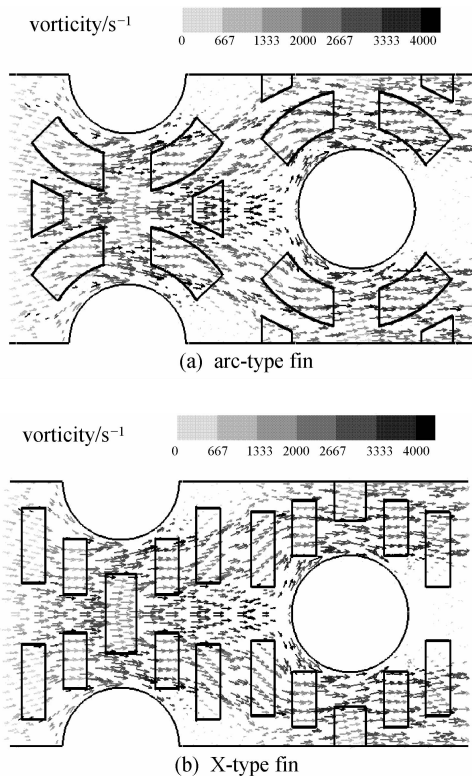 vorticity/s⁻¹
0 667 1333 2000 2667 3333 4000
(a) arc-type fin
vorticity/s⁻¹
0 667 1333 2000 2667 3333 4000
(b) X-type fin